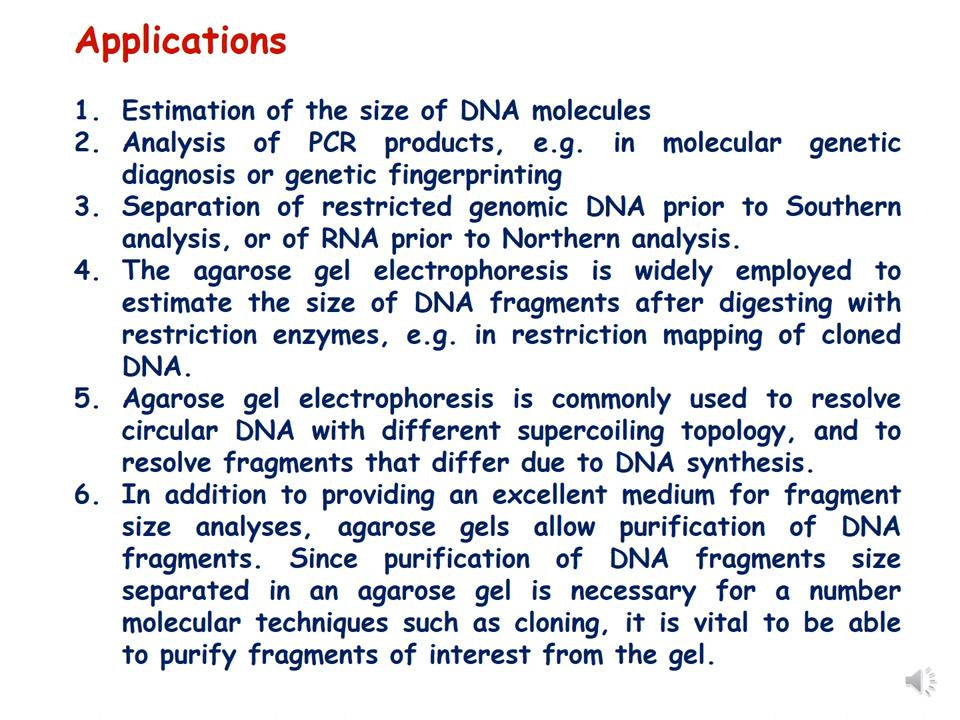 Applications
1. Estimation of the size of DNA molecules
2. Analysis of PCR products, e.g. in molecular genetic
diagnosis or genetic fingerprinting
3. Separation of restricted genomic DNA prior to Southern
analysis, or of RNA prior to Northern analysis.
4. The agarose gel electrophoresis is widely employed to
estimate the size of DNA fragments after digesting with
restriction enzymes, e.g. in restriction mapping of cloned
DNA.
5. Agarose gel electrophoresis is commonly used to resolve
circular DNA with different supercoiling topology, and to
resolve fragments that differ due to DNA synthesis.
6. In addition to providing an excellent medium for fragment
size analyses, agarose gels allow purification of DNA
fragments. Since purification of DNA fragments size
separated in an agarose gel is necessary for a number
molecular techniques such as cloning, it is vital to be able
to purify fragments of interest from the gel.